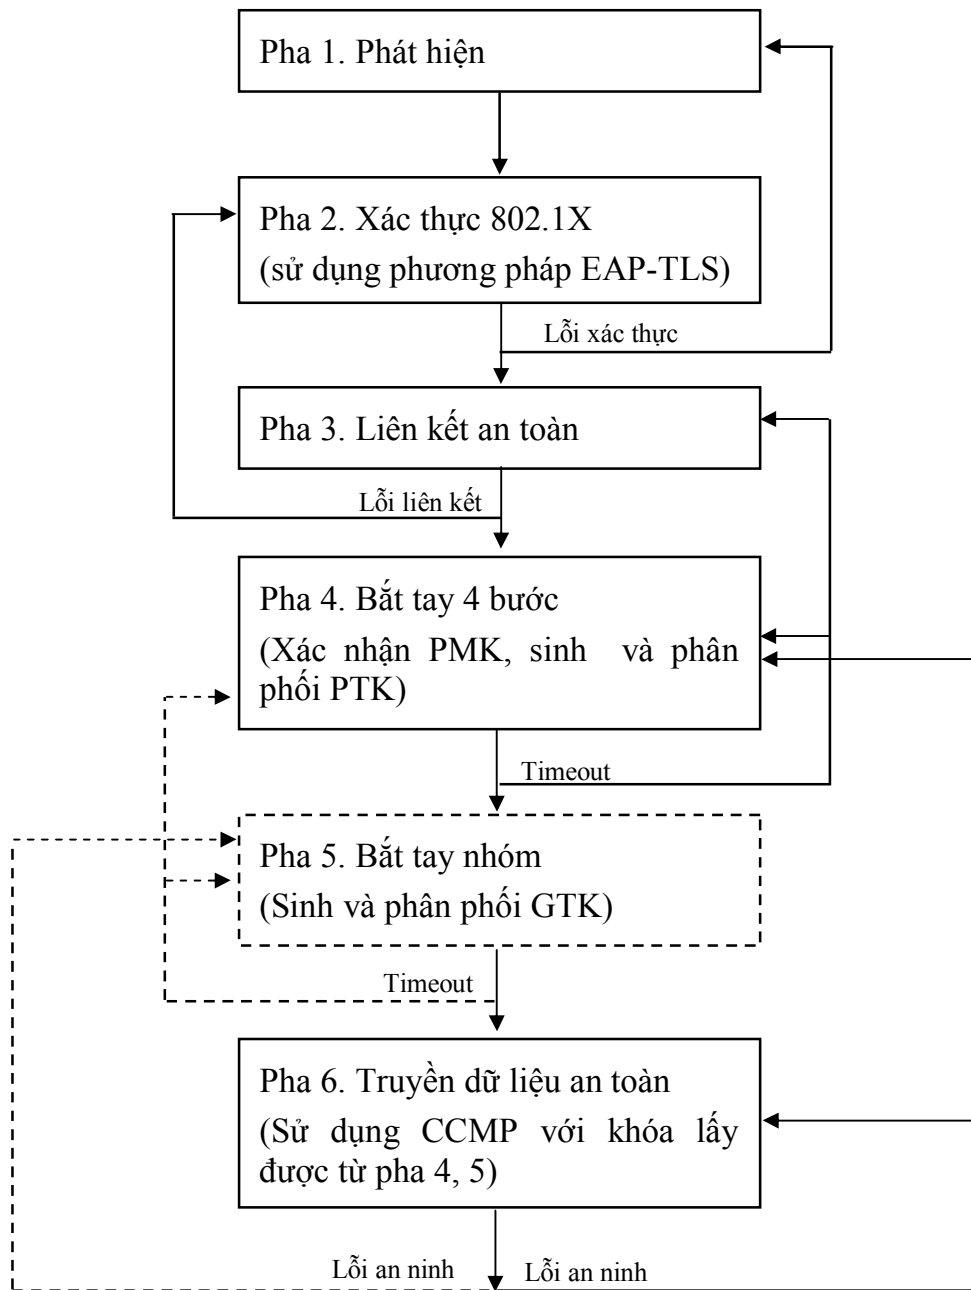 Pha 1. Phát hiện
Pha 2. Xác thực 802.1X
(sử dụng phương pháp EAP-TLS)
Lỗi xác thực
Pha 3. Liên kết an toàn
Lỗi liên kết
Pha 4. Bắt tay 4 bước
(Xác nhận PMK, sinh và phân
phối PTK)
Timeout
Pha 5. Bắt tay nhóm
(Sinh và phân phối GTK)
Timeout
Pha 6. Truyền dữ liệu an toàn
(Sử dụng CCMP với khóa lấy
được từ pha 4, 5)
Lỗi an ninh
Lỗi an ninh